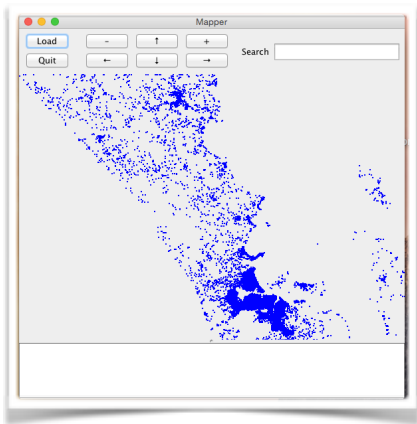 Mapper
Load - ↑ + Search
Quit ← ↓ →